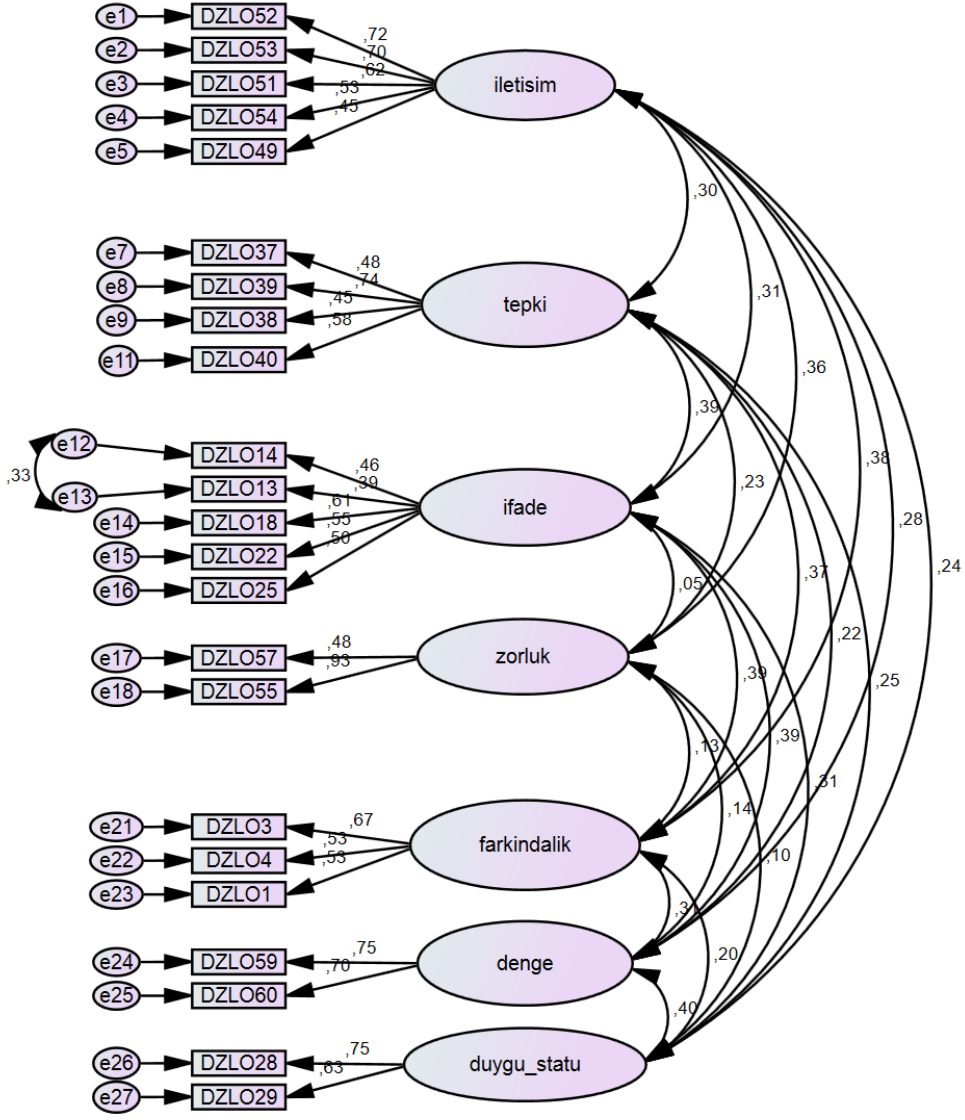 e1 DZLO52
,72
e2 DZLO53
,70
e3 DZLO51
,62
iletisim
e4 DZLO54
,53
e5 DZLO49
,45
,30
e7 DZLO37
,48
e8 DZLO39
,74
e9 DZLO38
,45
tepki
e11 DZLO40
,58
,31
,36
,39
e12 DZLO14
,46
,33
e13 DZLO13
,39
e14 DZLO18
,61
ifade
e15 DZLO22
,55
e16 DZLO25
,50
,23
,38
,28
,24
,37
,05
e17 DZLO57
,48
zorluk
e18 DZLO55
,93
,22
,25
,39
,39
,13
,31
,14
,10
e21 DZLO3
,67
e22 DZLO4
,53
farkindalik
e23 DZLO1
,53
,20
e24 DZLO59
,75
denge
e25 DZLO60
,70
,40
e26 DZLO28
,75
duygu_statu
e27 DZLO29
,63